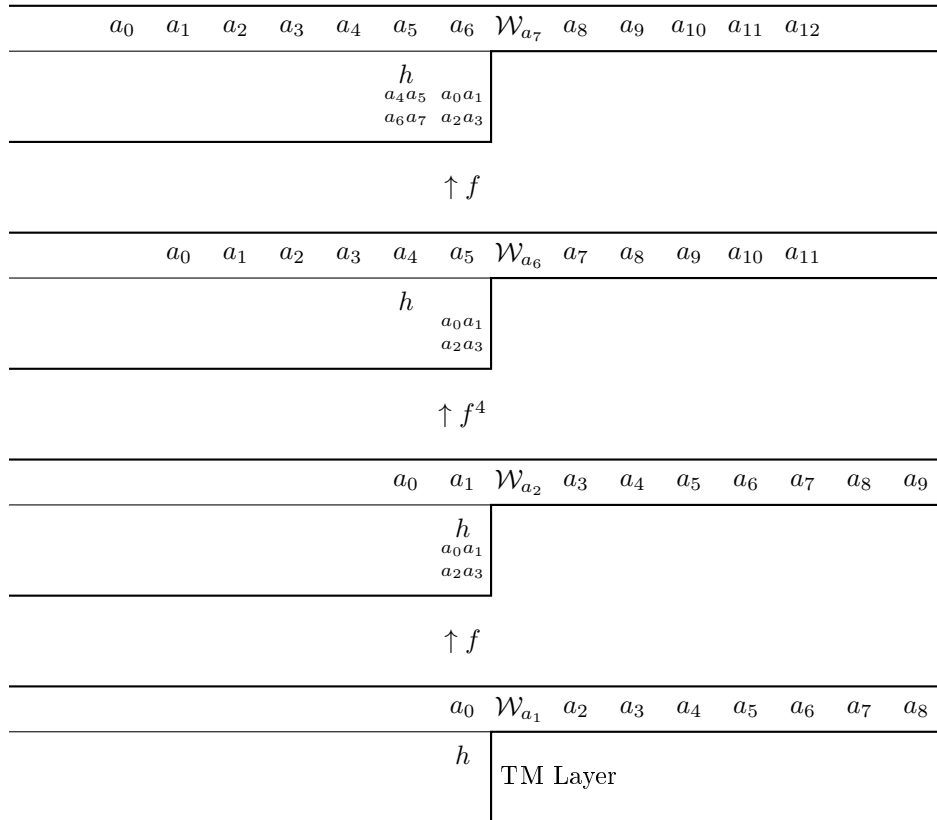 a₀ a₁ a₂ a₃ a₄ a₅ a₆ 𝒲ₐ₇ a₈ a₉ a₁₀ a₁₁ a₁₂
h
a₄a₅ a₀a₁
a₆a₇ a₂a₃
↑ f
a₀ a₁ a₂ a₃ a₄ a₅ 𝒲ₐ₆ a₇ a₈ a₉ a₁₀ a₁₁
h
a₀a₁
a₂a₃
↑ f⁴
a₀ a₁ 𝒲ₐ₂ a₃ a₄ a₅ a₆ a₇ a₈ a₉
h
a₀a₁
a₂a₃
↑ f
a₀ 𝒲ₐ₁ a₂ a₃ a₄ a₅ a₆ a₇ a₈
h
TM Layer